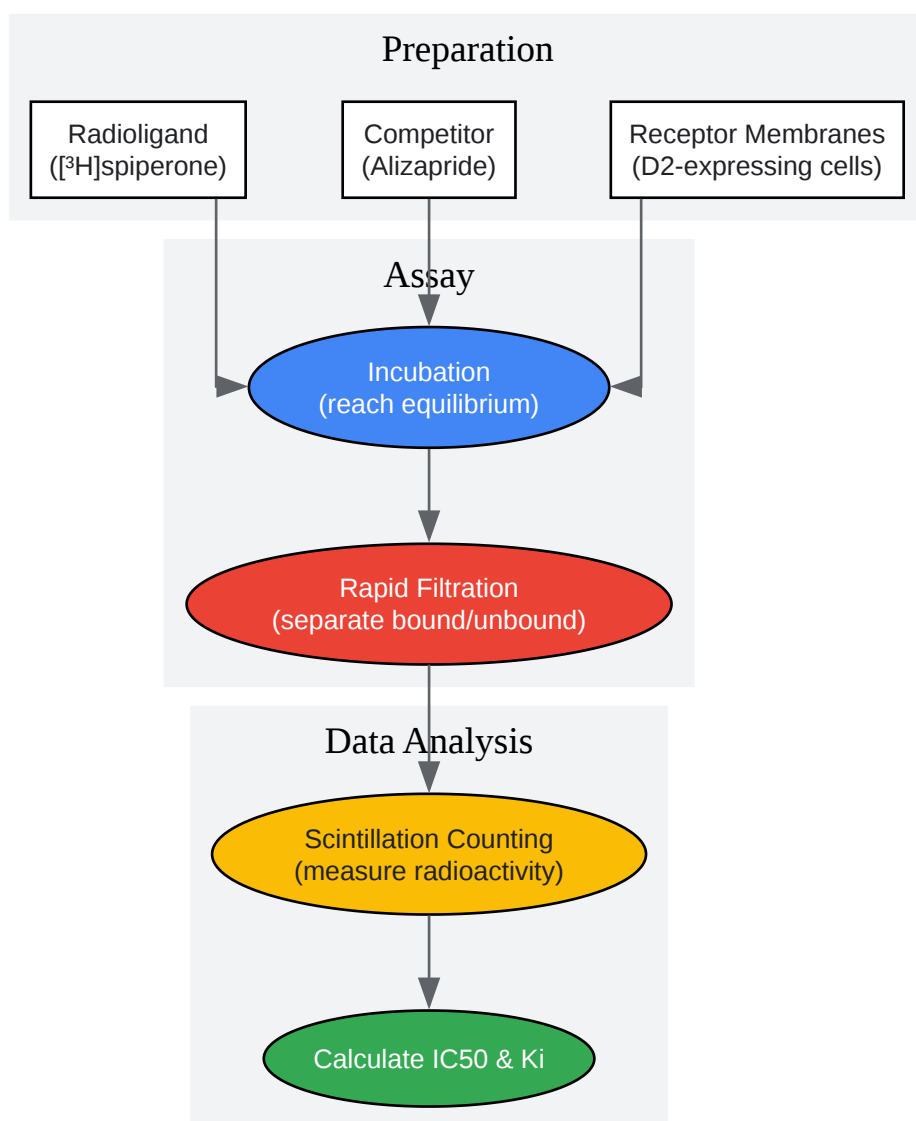 Preparation
Radioligand
([³H]spiperone)
Competitor
(Alizapride)
Receptor Membranes
(D2-expressing cells)
Assay
Incubation
(reach equilibrium)
Rapid Filtration
(separate bound/unbound)
Data Analysis
Scintillation Counting
(measure radioactivity)
Calculate IC50 & Ki